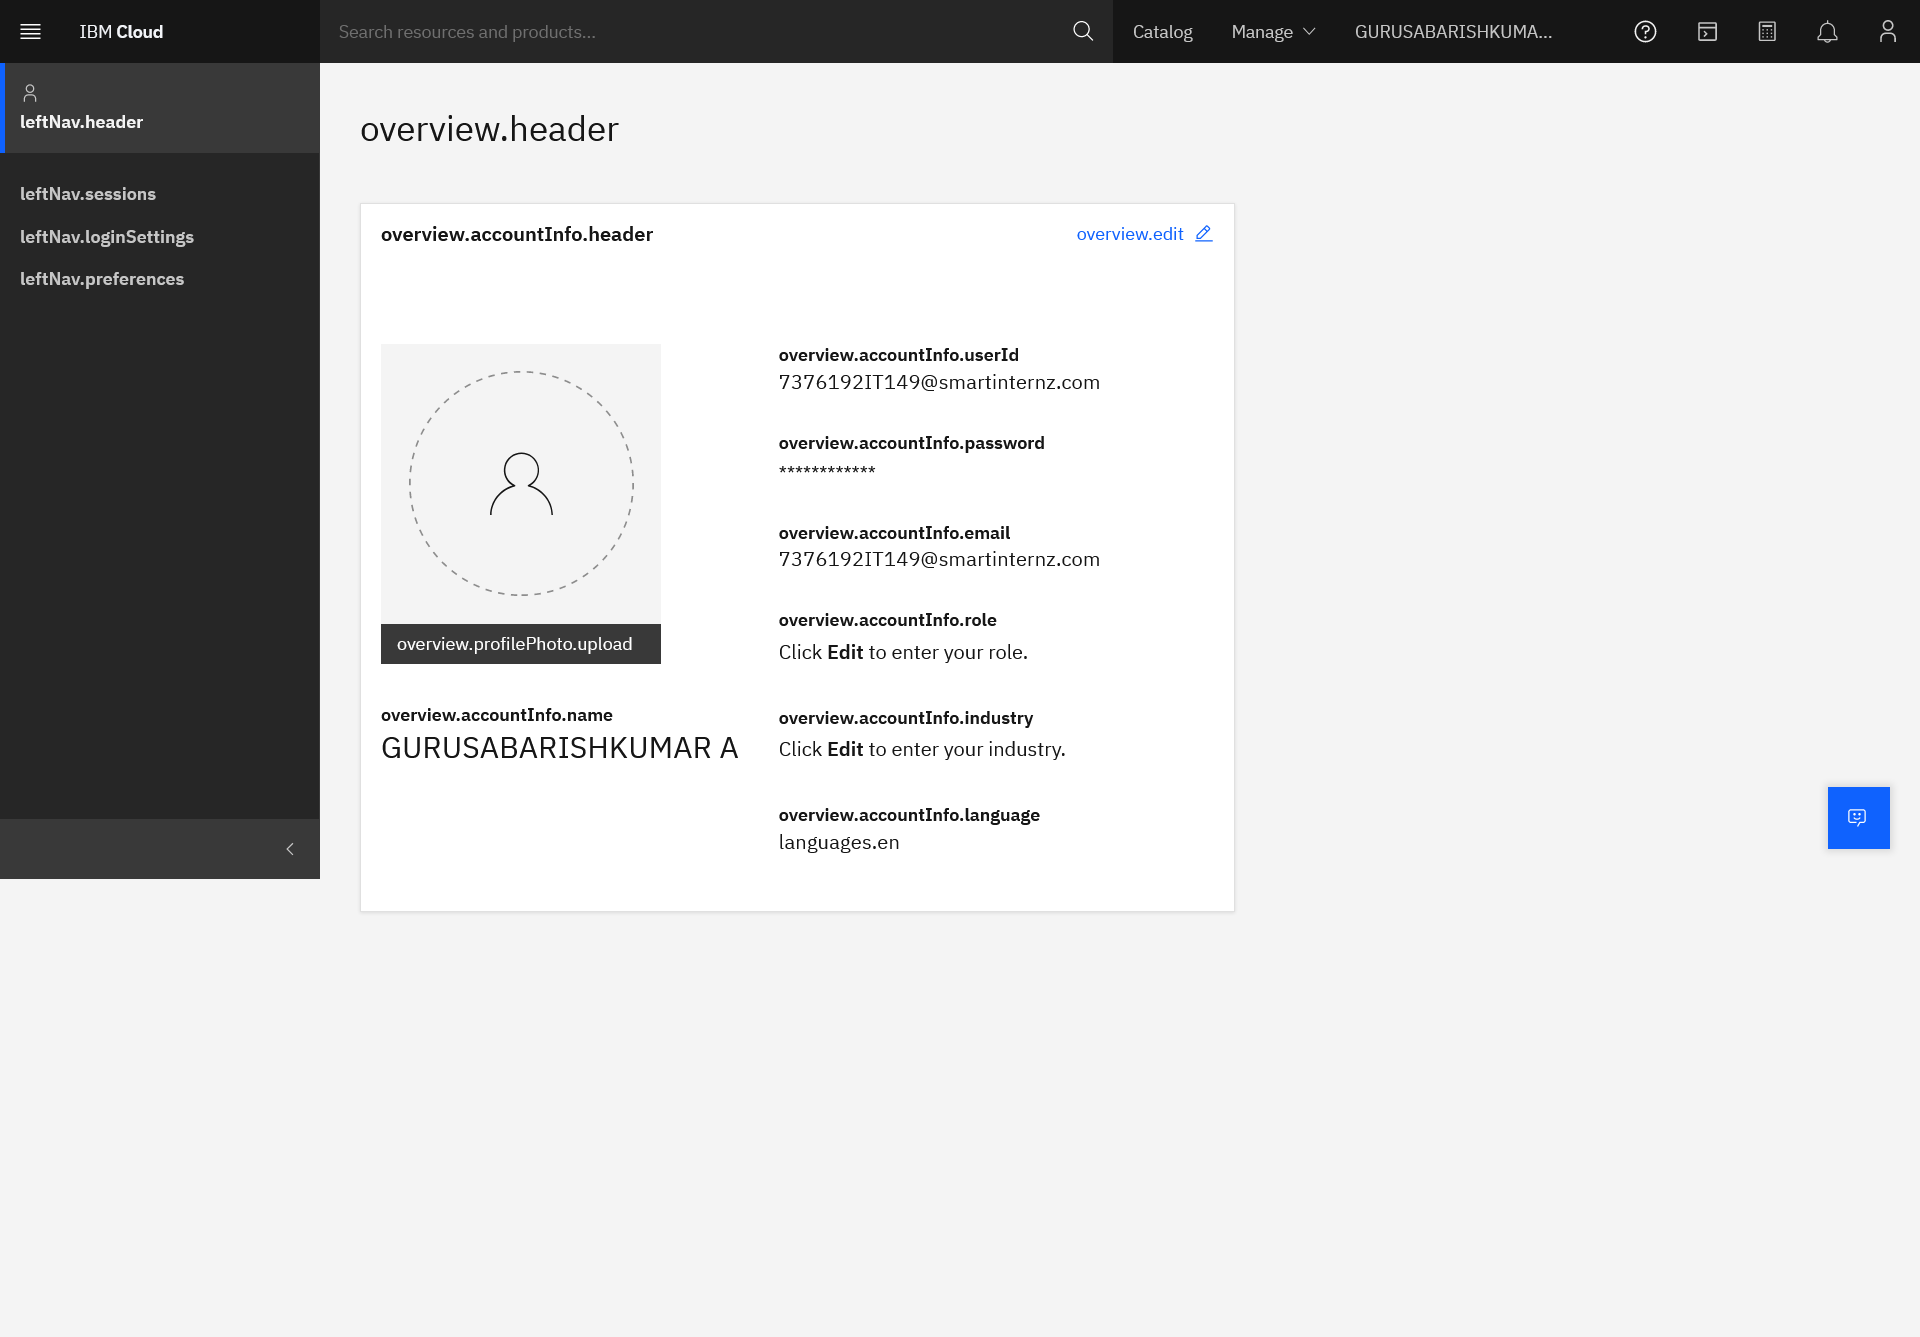 IBM Cloud
Search resources and products...
Catalog
Manage
GURUSABARISHKUMA...
leftNav.header
leftNav.sessions
leftNav.loginSettings
leftNav.preferences
overview.header
overview.accountInfo.header
overview.edit
overview.profilePhoto.upload
overview.accountInfo.name
GURUSABARISHKUMAR A
overview.accountInfo.userId
7376192IT149@smartinternz.com
overview.accountInfo.password
************
overview.accountInfo.email
7376192IT149@smartinternz.com
overview.accountInfo.role
Click Edit to enter your role.
overview.accountInfo.industry
Click Edit to enter your industry.
overview.accountInfo.language
languages.en